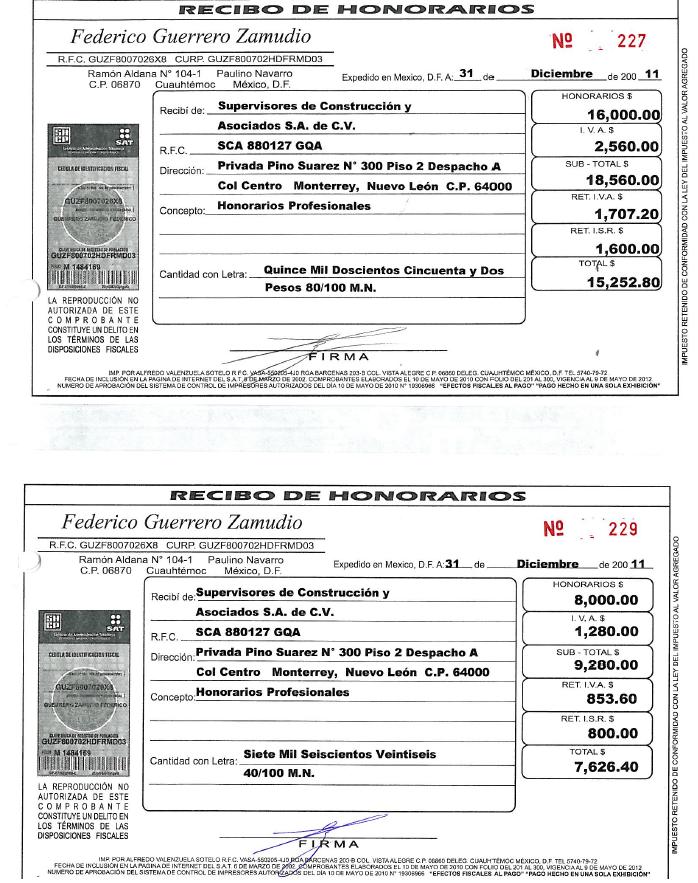 RECIBO DE HONORARIOS
Federico Guerrero Zamudio
Nº 227
R.F.C. GUZF8007026X8 CURP. GUZF800702HDFRMD03
Ramón Aldana N° 104-1 Paulino Navarro
C.P. 06870 Cuauhtémoc México, D.F.
Expedido en Mexico, D.F. A: 31 de Diciembre de 200 11
Recibí de: Supervisores de Construcción y
Asociados S.A. de C.V.
R.F.C. SCA 880127 GQA
Dirección: Privada Pino Suarez N° 300 Piso 2 Despacho A
Col Centro Monterrey, Nuevo León C.P. 64000
Concepto: Honorarios Profesionales
Cantidad con Letra: Quince Mil Doscientos Cincuenta y Dos
Pesos 80/100 M.N.
HONORARIOS $
16,000.00
I. V. A. $
2,560.00
SUB - TOTAL $
18,560.00
RET. I.V.A. $
1,707.20
RET. I.S.R. $
1,600.00
TOTAL $
15,252.80
SAT
CEDULA DE IDENTIFICACION FISCAL
GUZF8007026X8
GUERRERO ZAMUDIO FEDERICO
CLAVE UNICA DE REGISTRO DE POBLACION
GUZF800702HDFRMD03
FOLIO M 1484169
LA REPRODUCCIÓN NO
AUTORIZADA DE ESTE
COMPROBANTE
CONSTITUYE UN DELITO EN
LOS TÉRMINOS DE LAS
DISPOSICIONES FISCALES
FIRMA
IMP. POR ALFREDO VALENZUELA SOTELO R.F.C. VASA-550205-4J0 ROA BARCENAS 203-B COL. VISTA ALEGRE C.P. 06860 DELEG. CUAUHTÉMOC MÉXICO, D.F. TEL. 5740-79-72
FECHA DE INCLUSIÓN EN LA PAGINA DE INTERNET DEL S.A.T. 6 DE MARZO DE 2002, COMPROBANTES ELABORADOS EL 10 DE MAYO DE 2010 CON FOLIO DEL 201 AL 300, VIGENCIA AL 9 DE MAYO DE 2012
NUMERO DE APROBACIÓN DEL SISTEMA DE CONTROL DE IMPRESORES AUTORIZADOS DEL DÍA 10 DE MAYO DE 2010 N° 19306966 "EFECTOS FISCALES AL PAGO" "PAGO HECHO EN UNA SOLA EXHIBICIÓN"
IMPUESTO RETENIDO DE CONFORMIDAD CON LA LEY DEL IMPUESTO AL VALOR AGREGADO
RECIBO DE HONORARIOS
Federico Guerrero Zamudio
Nº 229
R.F.C. GUZF8007026X8 CURP. GUZF800702HDFRMD03
Ramón Aldana N° 104-1 Paulino Navarro
C.P. 06870 Cuauhtémoc México, D.F.
Expedido en Mexico, D.F. A: 31 de Diciembre de 200 11
Recibí de: Supervisores de Construcción y
Asociados S.A. de C.V.
R.F.C. SCA 880127 GQA
Dirección: Privada Pino Suarez N° 300 Piso 2 Despacho A
Col Centro Monterrey, Nuevo León C.P. 64000
Concepto: Honorarios Profesionales
Cantidad con Letra: Siete Mil Seiscientos Veintiseis
40/100 M.N.
HONORARIOS $
8,000.00
I. V. A. $
1,280.00
SUB - TOTAL $
9,280.00
RET. I.V.A. $
853.60
RET. I.S.R. $
800.00
TOTAL $
7,626.40
SAT
CEDULA DE IDENTIFICACION FISCAL
GUZF8007026X8
GUERRERO ZAMUDIO FEDERICO
CLAVE UNICA DE REGISTRO DE POBLACION
GUZF800702HDFRMD03
FOLIO M 1484169
LA REPRODUCCIÓN NO
AUTORIZADA DE ESTE
COMPROBANTE
CONSTITUYE UN DELITO EN
LOS TÉRMINOS DE LAS
DISPOSICIONES FISCALES
FIRMA
IMP. POR ALFREDO VALENZUELA SOTELO R.F.C. VASA-550205-4J0 ROA BARCENAS COL. VISTA ALEGRE C.P. 06860 DELEG. CUAUHTÉMOC MÉXICO, D.F. TEL. 5740-79-72
FECHA DE INCLUSIÓN EN LA PAGINA DE INTERNET DEL S.A.T. 6 DE MARZO DE 2002, COMPROBANTES ELABORADOS EL 10 DE MAYO DE 2010 CON FOLIO DEL 201 AL 300, VIGENCIA AL 9 DE MAYO DE 2012
NUMERO DE APROBACIÓN DEL SISTEMA DE CONTROL DE IMPRESORES AUTORIZADOS DEL DÍA 10 DE MAYO DE 2010 N° 19306966 "EFECTOS FISCALES AL PAGO" "PAGO HECHO EN UNA SOLA EXHIBICIÓN"
IMPUESTO RETENIDO DE CONFORMIDAD CON LA LEY DEL IMPUESTO AL VALOR AGREGADO